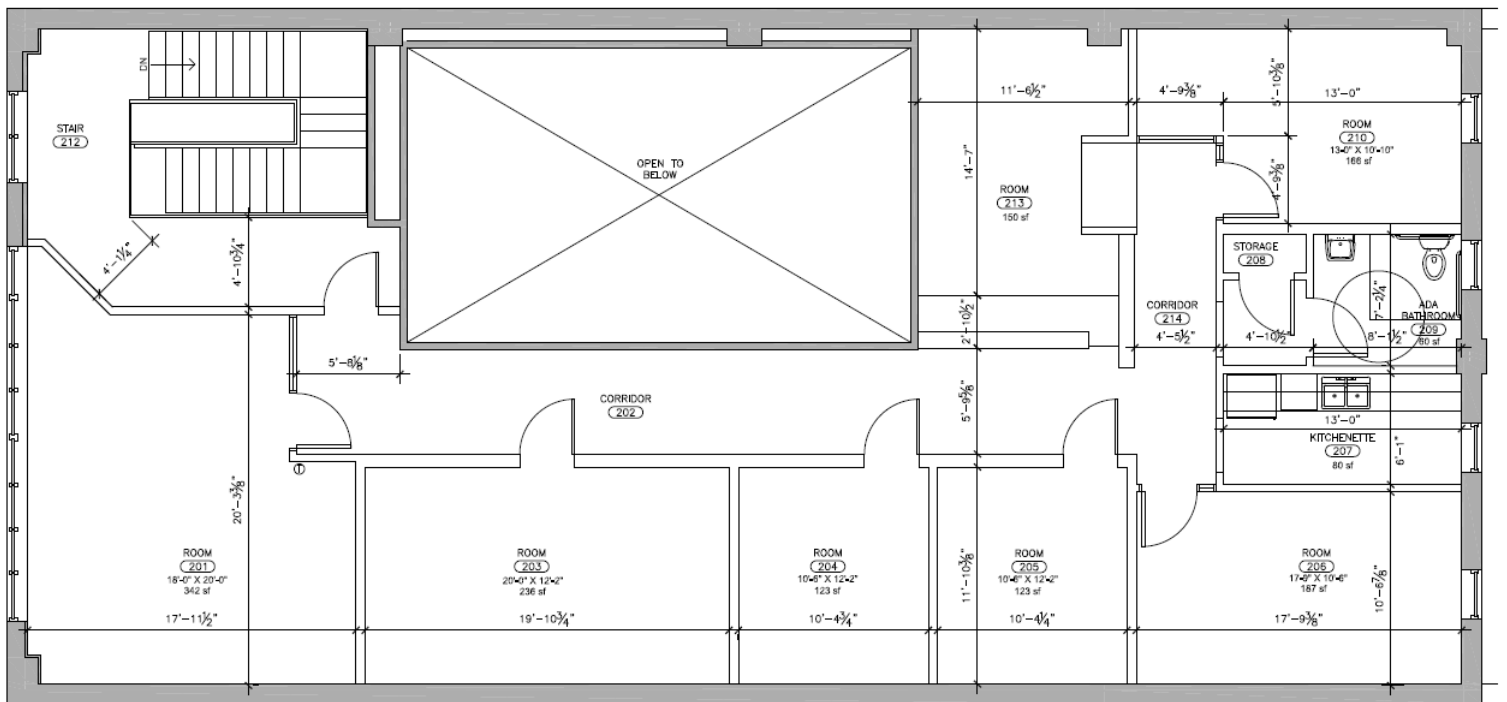 DN
STAIR
212
4'-1¼"
4'-10¾"
OPEN TO
BELOW
11'-6½"
14'-7"
ROOM
213
150 sf
2'-10½"
4'-9⅜"
5'-10⅜"
13'-0"
ROOM
210
13'-0" X 10'-10"
166 sf
4'-9⅜"
STORAGE
208
CORRIDOR
214
4'-5½"
4'-10½"
7'-2¼"
ADA
BATHROOM
209
60 sf
8'-1½"
5'-8⅛"
CORRIDOR
202
5'-9⅝"
13'-0"
KITCHENETTE
207
80 sf
6'-1"
20'-3⅜"
ROOM
201
18'-0" X 20'-0"
342 sf
17'-11½"
ROOM
203
20'-0" X 12'-2"
236 sf
19'-10¾"
ROOM
204
10'-6" X 12'-2"
123 sf
10'-4¾"
11'-10⅜"
ROOM
205
10'-6" X 12'-2"
123 sf
10'-4¼"
ROOM
206
17'-6" X 10'-6"
187 sf
17'-9⅜"
10'-6⅞"